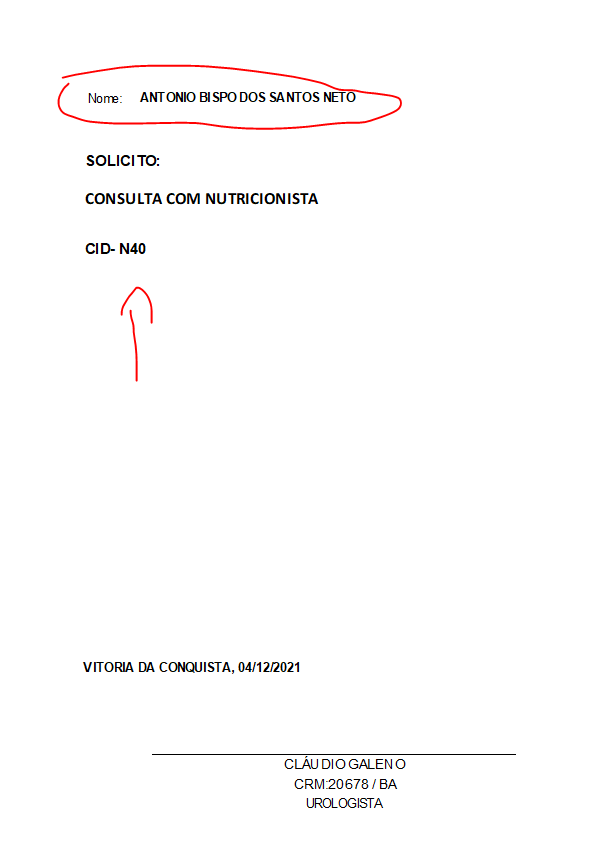 Nome: ANTONIO BISPO DOS SANTOS NETO
SOLICITO:
CONSULTA COM NUTRICIONISTA
CID- N40
VITORIA DA CONQUISTA, 04/12/2021
CLÁUDIO GALENO
CRM:20678 / BA
UROLOGISTA